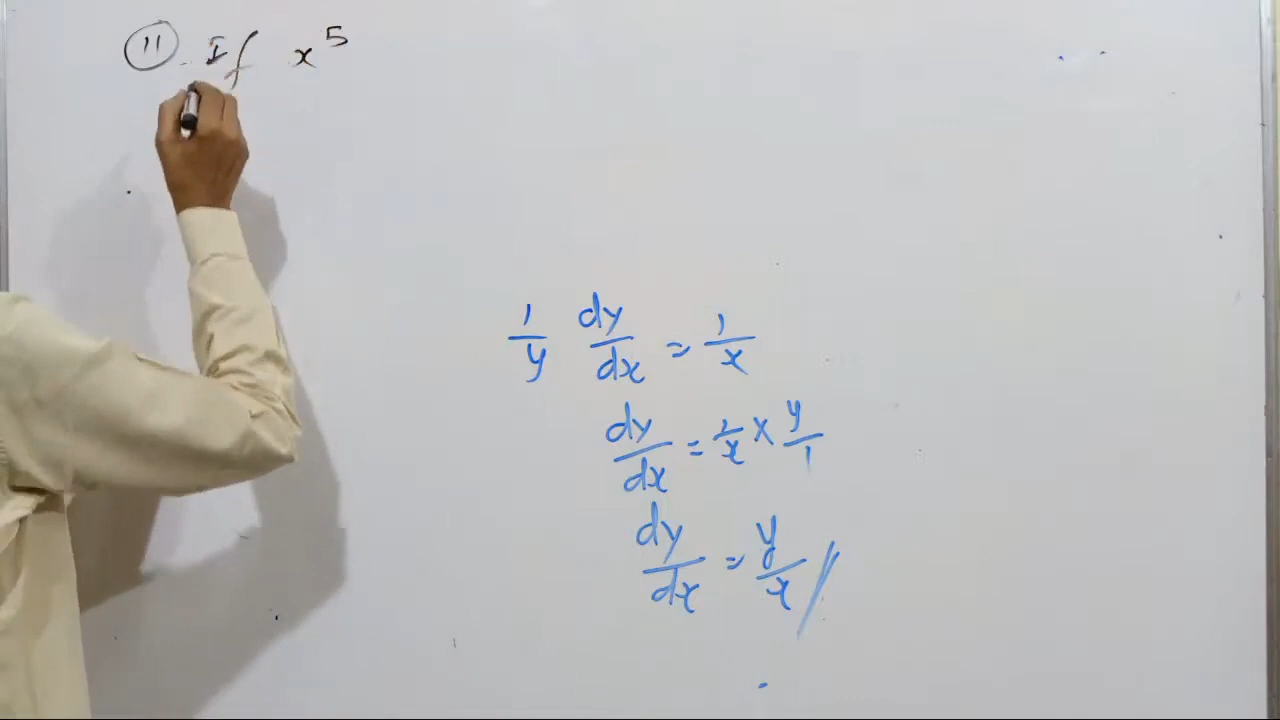 (11). If x⁵
1/y dy/dx = 1/x
dy/dx = 1/x × y/1
dy/dx = y/x //